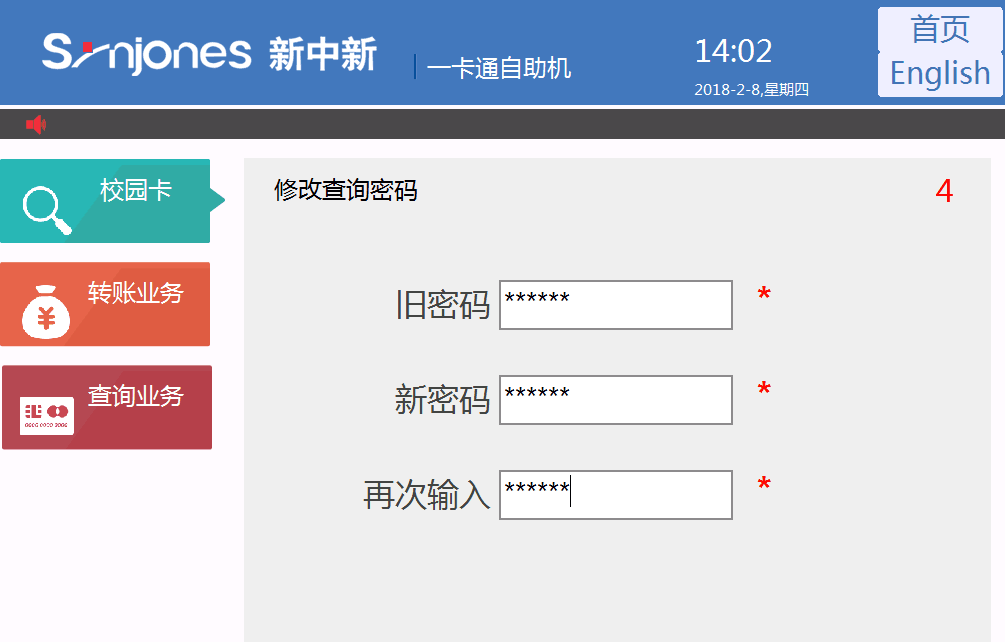 Synjones 新中新
一卡通自助机
14:02
2018-2-8,星期四
首页
English
校园卡
转账业务
查询业务
修改查询密码
4
旧密码 ****** *
新密码 ****** *
再次输入 ****** *